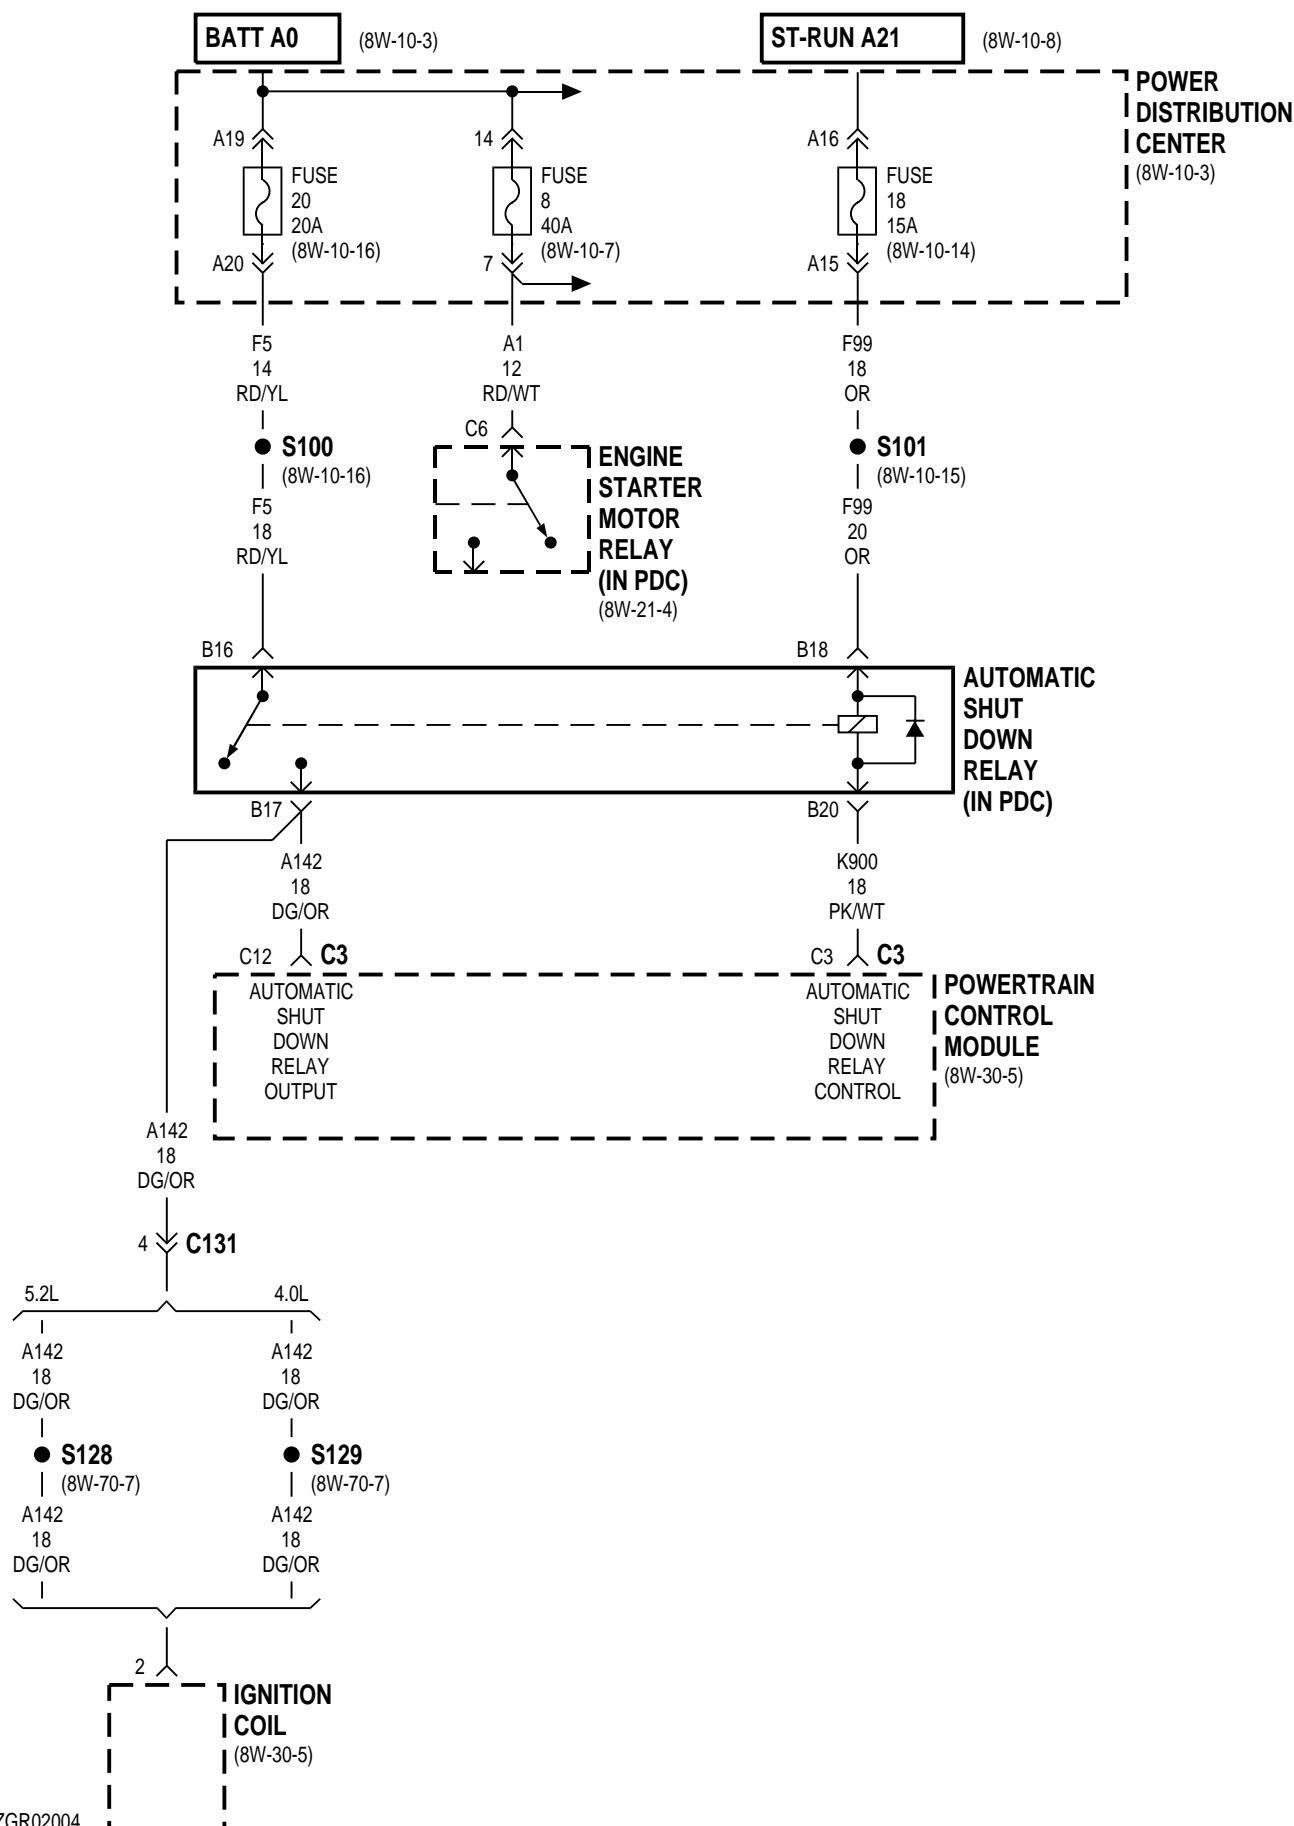 BATT A0 (8W-10-3)
ST-RUN A21 (8W-10-8)
POWER
DISTRIBUTION
CENTER
(8W-10-3)
A19
FUSE
20
20A
(8W-10-16)
A20
14
FUSE
8
40A
(8W-10-7)
7
A16
FUSE
18
15A
(8W-10-14)
A15
F5
14
RD/YL
A1
12
RD/WT
F99
18
OR
S100
(8W-10-16)
C6
ENGINE
STARTER
MOTOR
RELAY
(IN PDC)
(8W-21-4)
S101
(8W-10-15)
F5
18
RD/YL
F99
20
OR
B16
B18
AUTOMATIC
SHUT
DOWN
RELAY
(IN PDC)
B17
B20
A142
18
DG/OR
K900
18
PK/WT
C12 C3
C3 C3
AUTOMATIC
SHUT
DOWN
RELAY
OUTPUT
AUTOMATIC
SHUT
DOWN
RELAY
CONTROL
POWERTRAIN
CONTROL
MODULE
(8W-30-5)
A142
18
DG/OR
4 C131
5.2L
4.0L
A142
18
DG/OR
A142
18
DG/OR
S128
(8W-70-7)
S129
(8W-70-7)
A142
18
DG/OR
A142
18
DG/OR
2
IGNITION
COIL
(8W-30-5)
ZGR02004